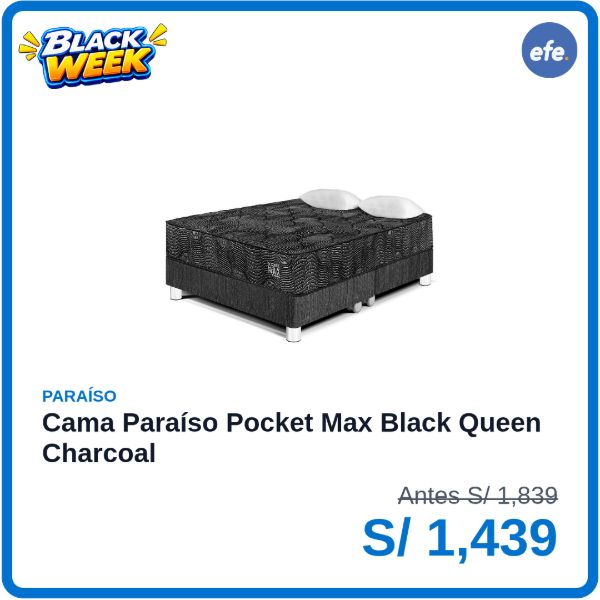 BLACK
WEEK
efe.
PARAÍSO
Cama Paraíso Pocket Max Black Queen
Charcoal
Antes S/ 1,839
S/ 1,439